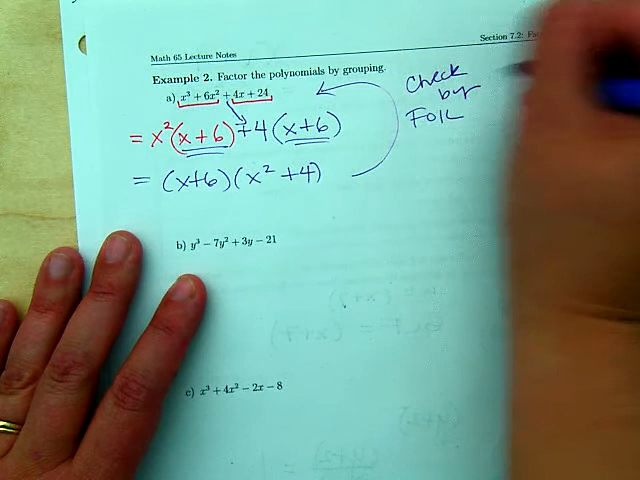 Math 65 Lecture Notes
Section 7.2:
Example 2. Factor the polynomials by grouping.
a) x³ + 6x² + 4x + 24
= x²(x+6) + 4(x+6)
= (x+6)(x² + 4)
Check
by
FOIL
b) y³ − 7y² + 3y − 21
c) x³ + 4x² − 2x − 8